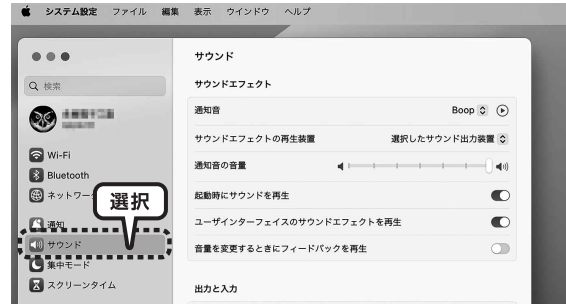 システム設定 ファイル 編集 表示 ウインドウ ヘルプ
サウンド
検索
サウンドエフェクト
通知音 Boop
サウンドエフェクトの再生装置 選択したサウンド出力装置
通知音の音量
起動時にサウンドを再生
ユーザインターフェイスのサウンドエフェクトを再生
音量を変更するときにフィードバックを再生
出力と入力
Wi-Fi
Bluetooth
ネットワー
選択
通知
サウンド
集中モード
スクリーンタイム